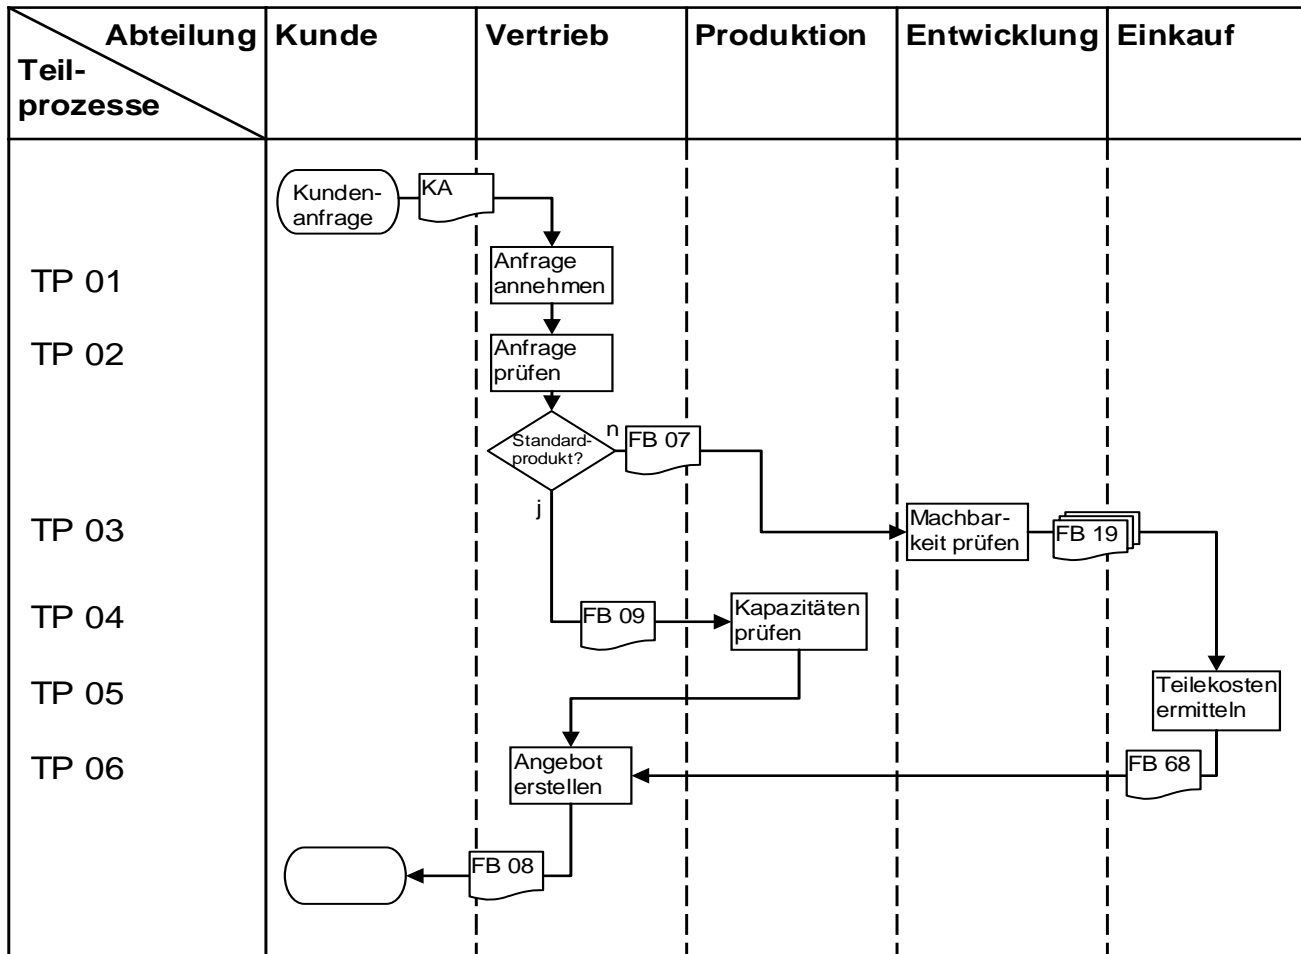 Abteilung
Teil-
prozesse
Kunde
Vertrieb
Produktion
Entwicklung
Einkauf
Kunden-
anfrage
KA
TP 01
Anfrage
annehmen
TP 02
Anfrage
prüfen
Standard-
produkt?
n
FB 07
j
TP 03
Machbar-
keit prüfen
FB 19
TP 04
FB 09
Kapazitäten
prüfen
TP 05
Teilekosten
ermitteln
TP 06
Angebot
erstellen
FB 68
FB 08